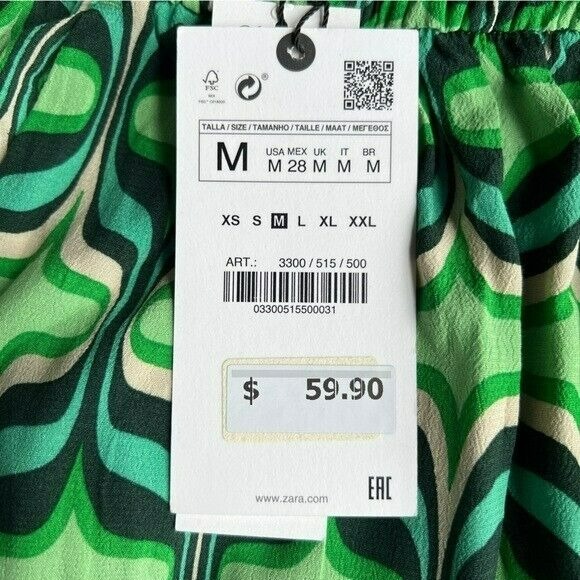 FSC
MIX
TALLA / SIZE / TAMANHO / TAILLE / MAAT / ΜΕΓΕΘΟΣ
M USA MEX UK IT BR
M 28 M M M
XS S M L XL XXL
ART.: 3300 / 515 / 500
03300515500031
$ 59.90
www.zara.com
EAC